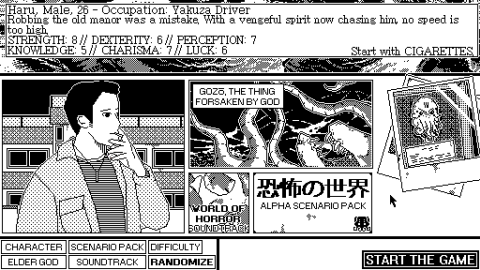 Haru, Male, 26 - Occupation: Yakuza Driver
Robbing the old manor was a mistake. With a vengeful spirit now chasing him, no speed is
too high.
STRENGTH: 8 // DEXTERITY: 6 // PERCEPTION: 7
KNOWLEDGE: 5 // CHARISMA: 7 // LUCK: 6
Start with CIGARETTES.
GOZŌ, THE THING
FORSAKEN BY GOD
WORLD OF
HORROR
SOUNDTRACK
恐怖の世界
ALPHA SCENARIO PACK
CHARACTER
SCENARIO PACK
DIFFICULTY
ELDER GOD
SOUNDTRACK
RANDOMIZE
START THE GAME